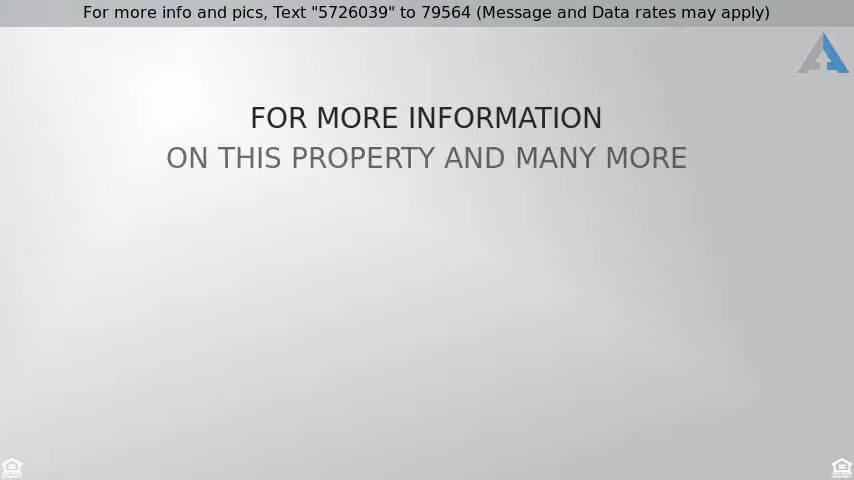 For more info and pics, Text "5726039" to 79564 (Message and Data rates may apply)
FOR MORE INFORMATION
ON THIS PROPERTY AND MANY MORE